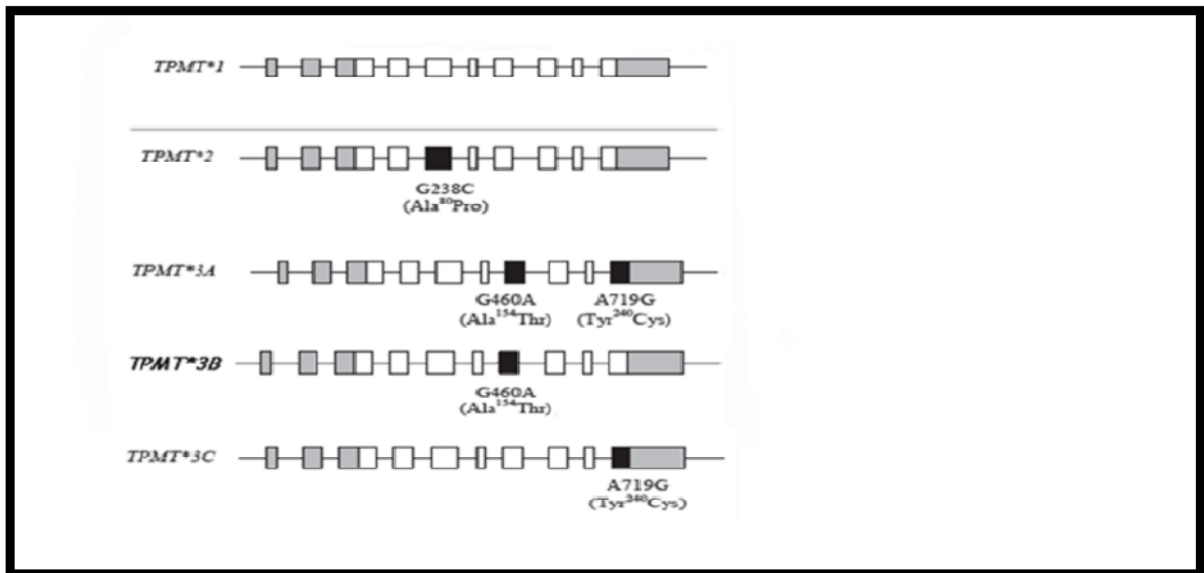 TPMT*1
TPMT*2
G238C
(Ala⁸⁰Pro)
TPMT*3A
G460A A719G
(Ala¹⁵⁴Thr) (Tyr²⁴⁰Cys)
TPMT*3B
G460A
(Ala¹⁵⁴Thr)
TPMT*3C
A719G
(Tyr²⁴⁰Cys)